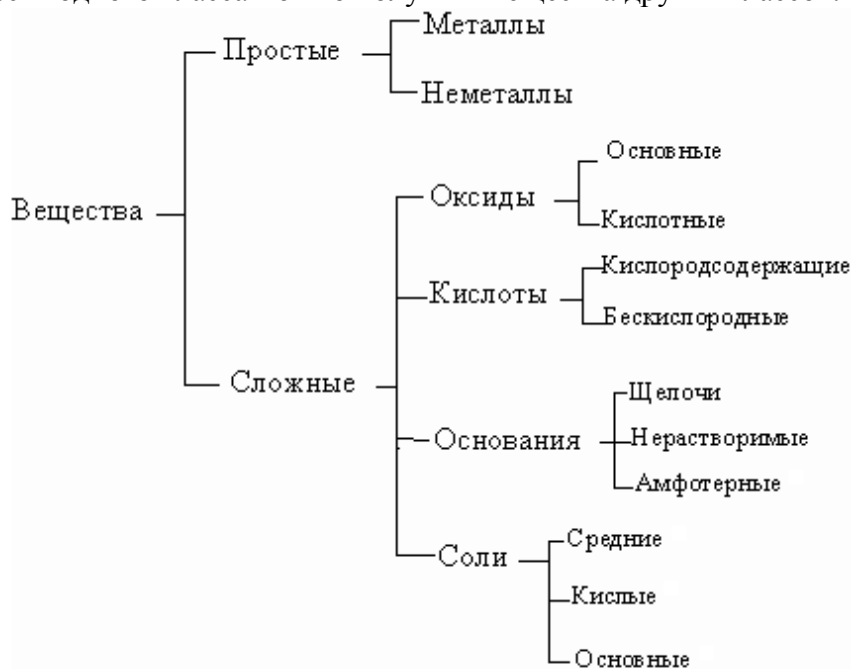 Металлы
Простые
Неметаллы
Основные
Оксиды
Вещества
Кислотные
Кислородсодержащие
Кислоты
Бескислородные
Сложные
Щелочи
Основания
Нерастворимые
Амфотерные
Средние
Соли
Кислые
Основные